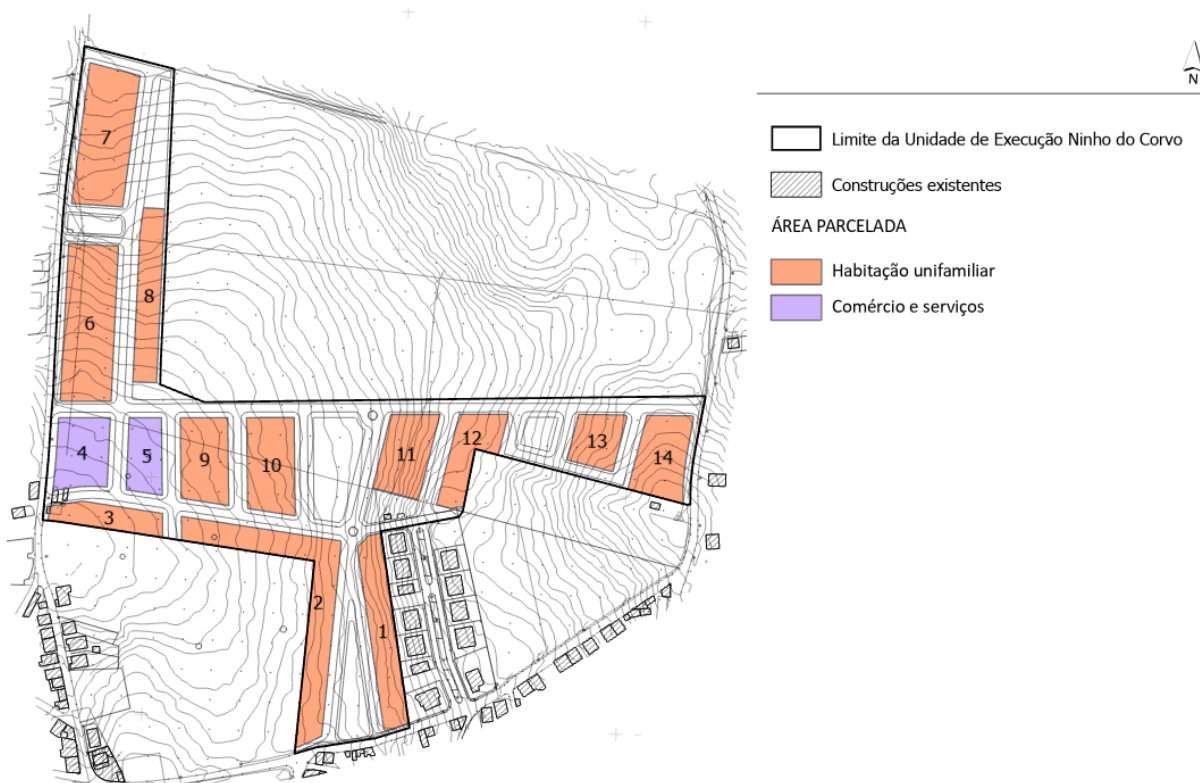 N
Limite da Unidade de Execução Ninho do Corvo
Construções existentes
ÁREA PARCELADA
Habitação unifamiliar
Comércio e serviços
7
8
6
4
5
9
10
11
12
13
14
3
2
1